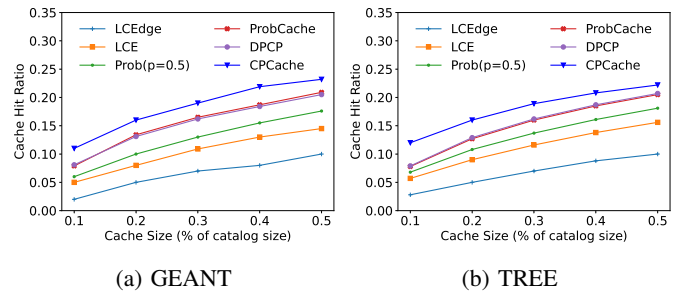 0.35
0.30
0.25
0.20
0.15
0.10
0.05
0.00
Cache Hit Ratio
LCEdge
LCE
Prob(p=0.5)
ProbCache
DPCP
CPCache
0.1 0.2 0.3 0.4 0.5
Cache Size (% of catalog size)
(a) GEANT
0.35
0.30
0.25
0.20
0.15
0.10
0.05
0.00
Cache Hit Ratio
LCEdge
LCE
Prob(p=0.5)
ProbCache
DPCP
CPCache
0.1 0.2 0.3 0.4 0.5
Cache Size (% of catalog size)
(b) TREE